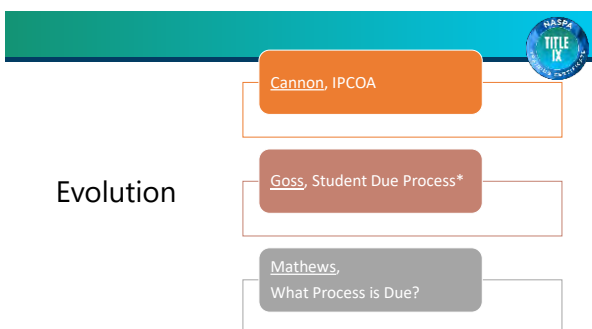 NASPA
TITLE
IX
Cannon, IPCOA
Evolution
Goss, Student Due Process*
Mathews,
What Process is Due?